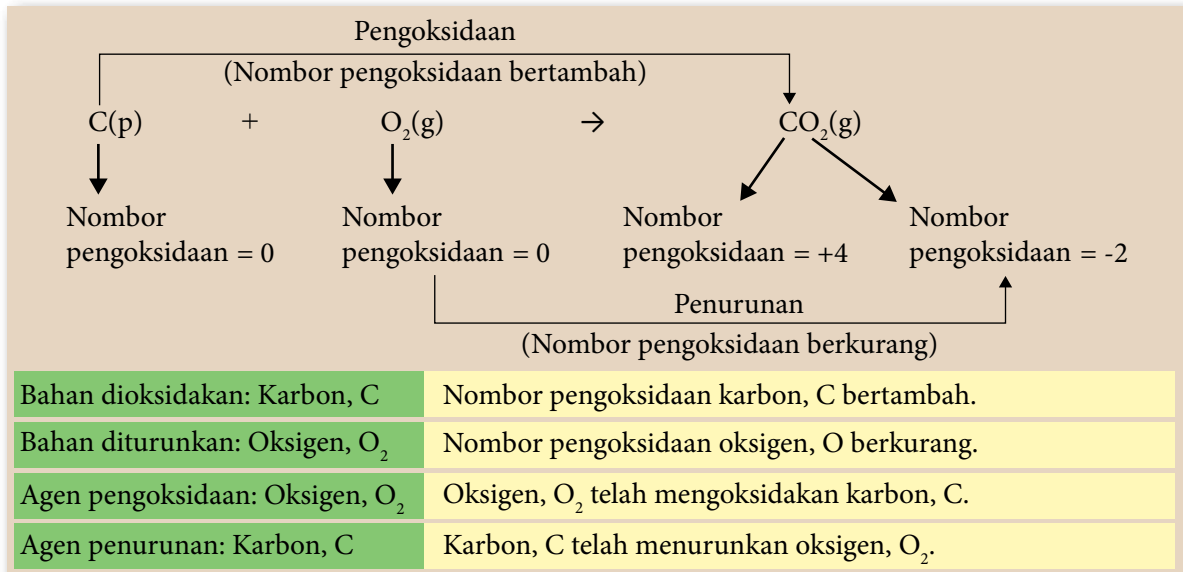 Pengoksidaan
(Nombor pengoksidaan bertambah)
C(p) + O₂(g) → CO₂(g)
Nombor pengoksidaan = 0
Nombor pengoksidaan = 0
Nombor pengoksidaan = +4
Nombor pengoksidaan = -2
Penurunan
(Nombor pengoksidaan berkurang)
Bahan dioksidakan: Karbon, C
Nombor pengoksidaan karbon, C bertambah.
Bahan diturunkan: Oksigen, O₂
Nombor pengoksidaan oksigen, O berkurang.
Agen pengoksidaan: Oksigen, O₂
Oksigen, O₂ telah mengoksidakan karbon, C.
Agen penurunan: Karbon, C
Karbon, C telah menurunkan oksigen, O₂.